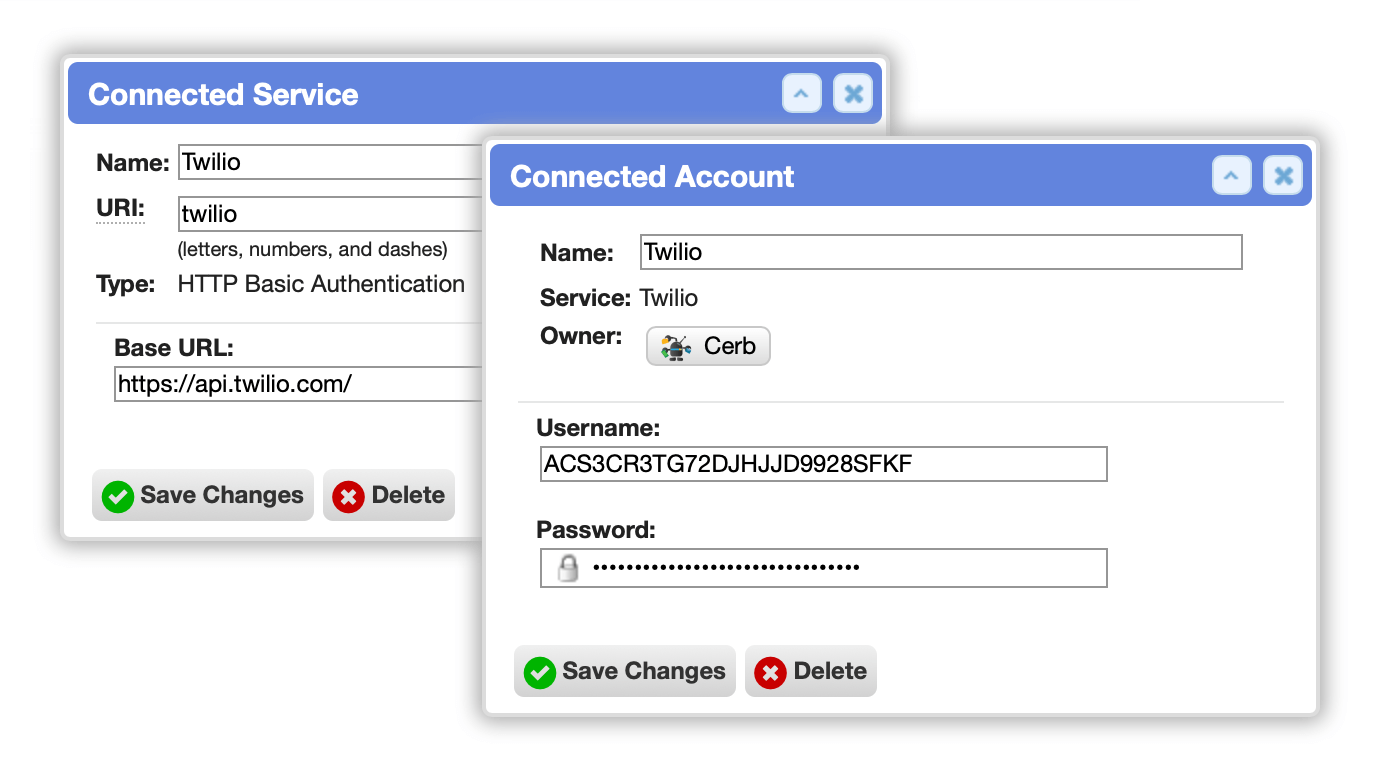 Connected Service
Name: Twilio
URI: twilio
(letters, numbers, and dashes)
Type: HTTP Basic Authentication
Base URL:
https://api.twilio.com/
Save Changes Delete
Connected Account
Name: Twilio
Service: Twilio
Owner: Cerb
Username:
ACS3CR3TG72DJHJJD9928SFKF
Password:
••••••••••••••••••••••••••••••••
Save Changes Delete